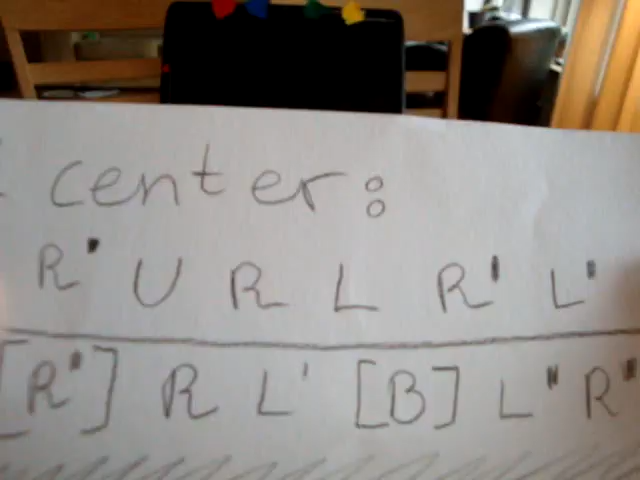 center:
R' U R L R' L'
[R'] R L' [B] L" R"